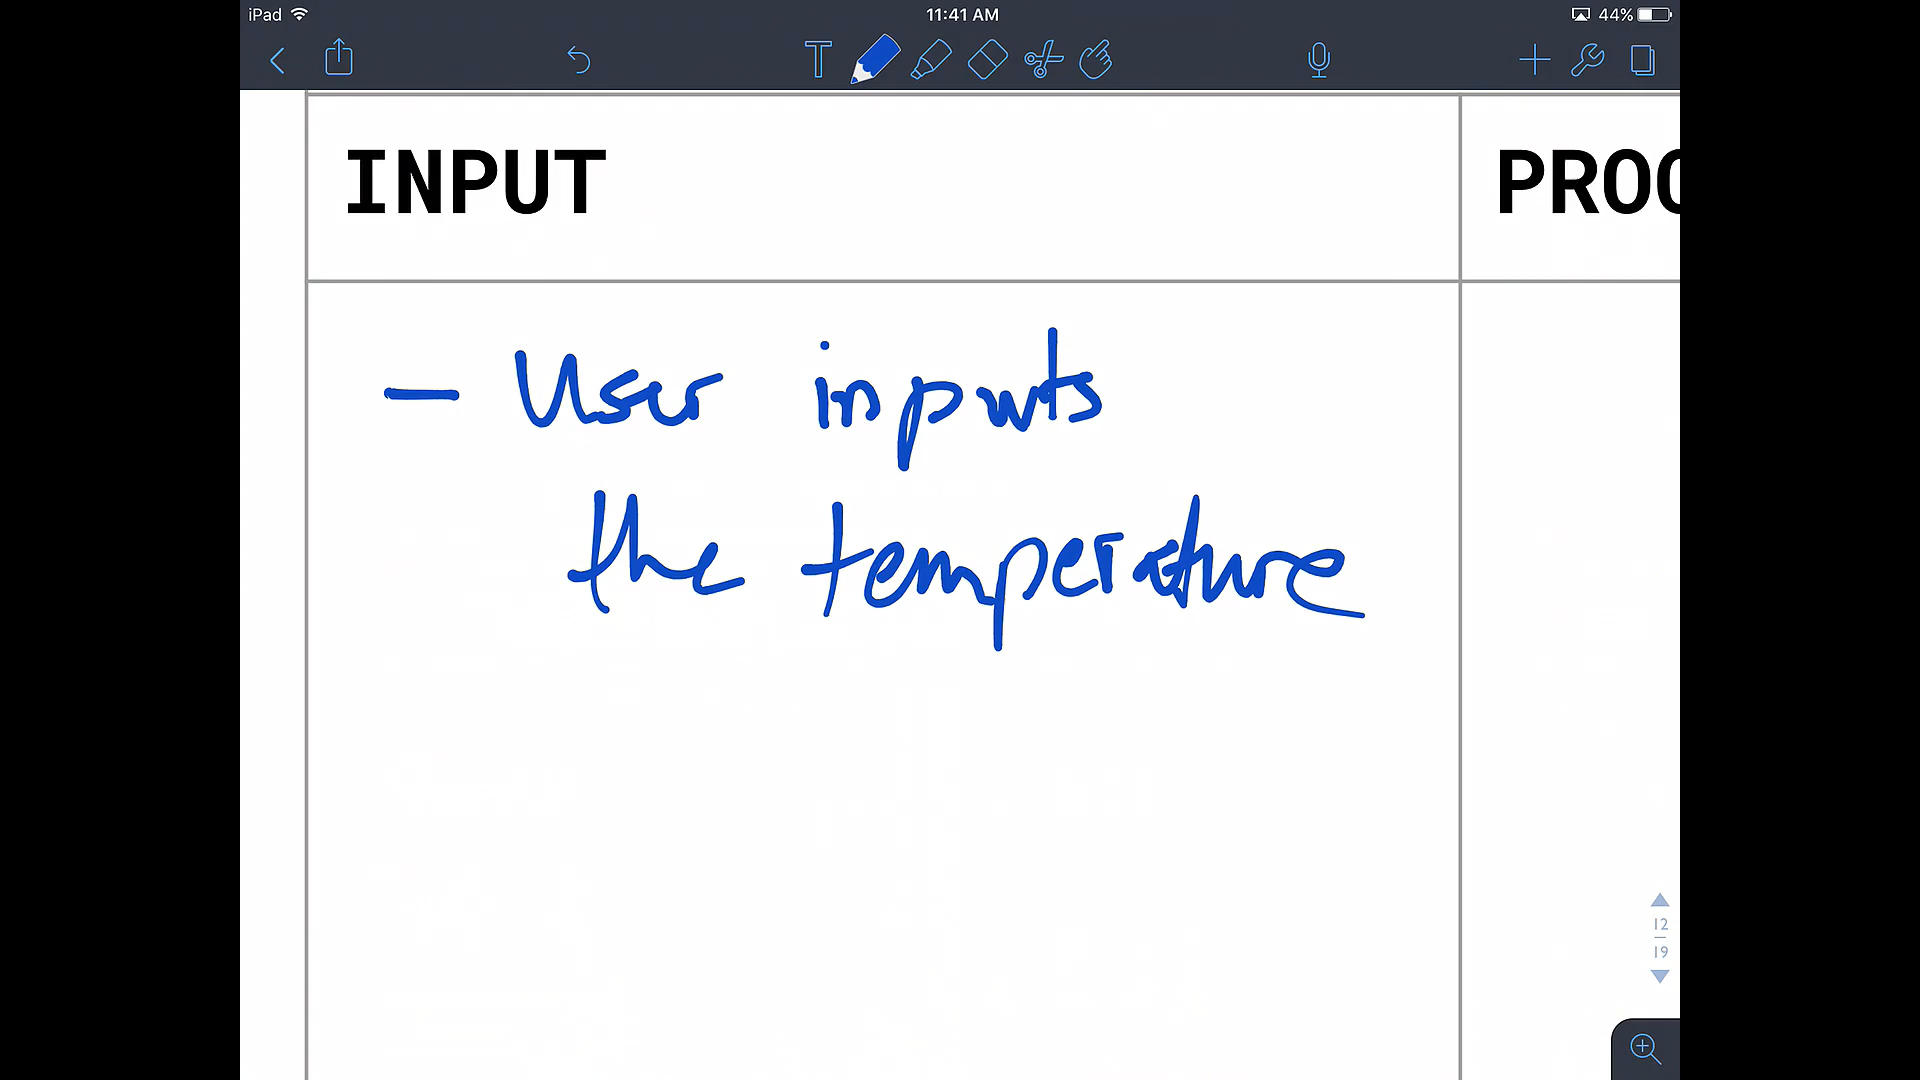 iPad 11:41 AM 44%
T
INPUT PROC
- User inputs
the temperature
12
19